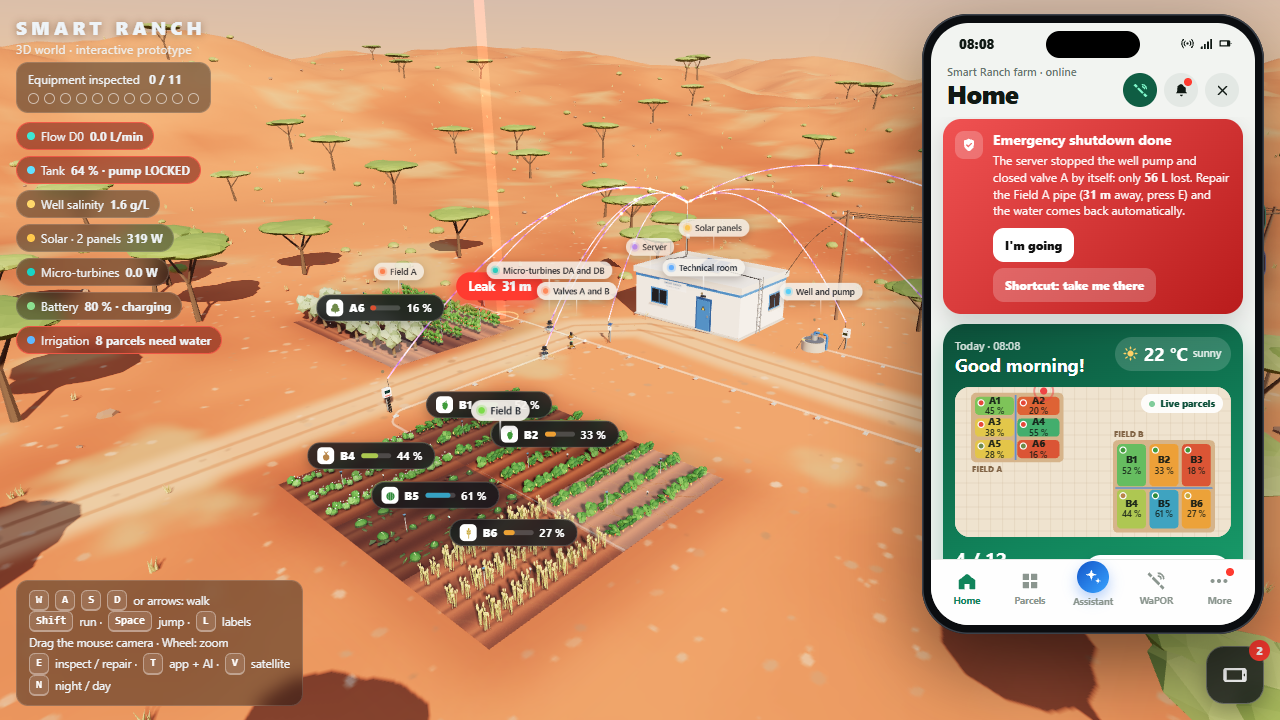 SMART RANCH
3D world · interactive prototype
Equipment inspected 0 / 11
Flow D0 0.0 L/min
Tank 64 % · pump LOCKED
Well salinity 1.6 g/L
Solar · 2 panels 319 W
Micro-turbines 0.0 W
Battery 80 % · charging
Irrigation 8 parcels need water
Solar panels
Server
Technical room
Field A
Micro-turbines DA and DB
Leak 31 m
Valves A and B
Well and pump
A6 16 %
B1 %
Field B
B2 33 %
B4 44 %
B5 61 %
B6 27 %
W A S D or arrows: walk
Shift run · Space jump · L labels
Drag the mouse: camera · Wheel: zoom
E inspect / repair · T app + AI · V satellite
N night / day
08:08
Smart Ranch farm · online
Home
Emergency shutdown done
The server stopped the well pump and
closed valve A by itself: only 56 L lost. Repair
the Field A pipe (31 m away, press E) and
the water comes back automatically.
I'm going
Shortcut: take me there
Today · 08:08
Good morning!
22 °C sunny
Live parcels
A1 A2
45 % 20 %
A3 A4
38 % 55 %
A5 A6
28 % 16 %
FIELD A
FIELD B
B1 B2 B3
52 % 33 % 18 %
B4 B5 B6
44 % 61 % 27 %
Home Parcels Assistant WaPOR More
2